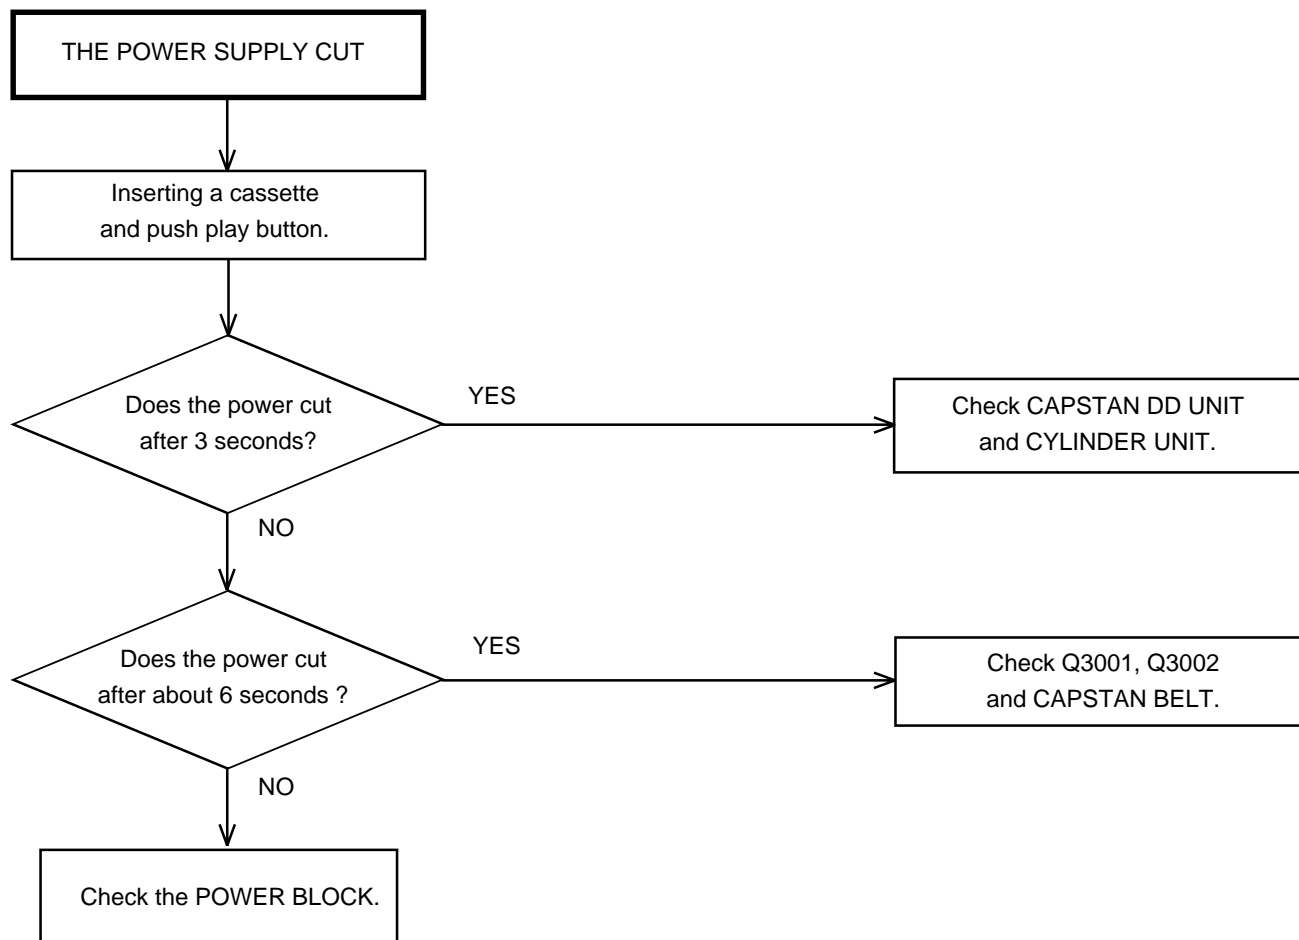 THE POWER SUPPLY CUT
Inserting a cassette
and push play button.
Does the power cut
after 3 seconds?
YES
Check CAPSTAN DD UNIT
and CYLINDER UNIT.
NO
Does the power cut
after about 6 seconds ?
YES
Check Q3001, Q3002
and CAPSTAN BELT.
NO
Check the POWER BLOCK.